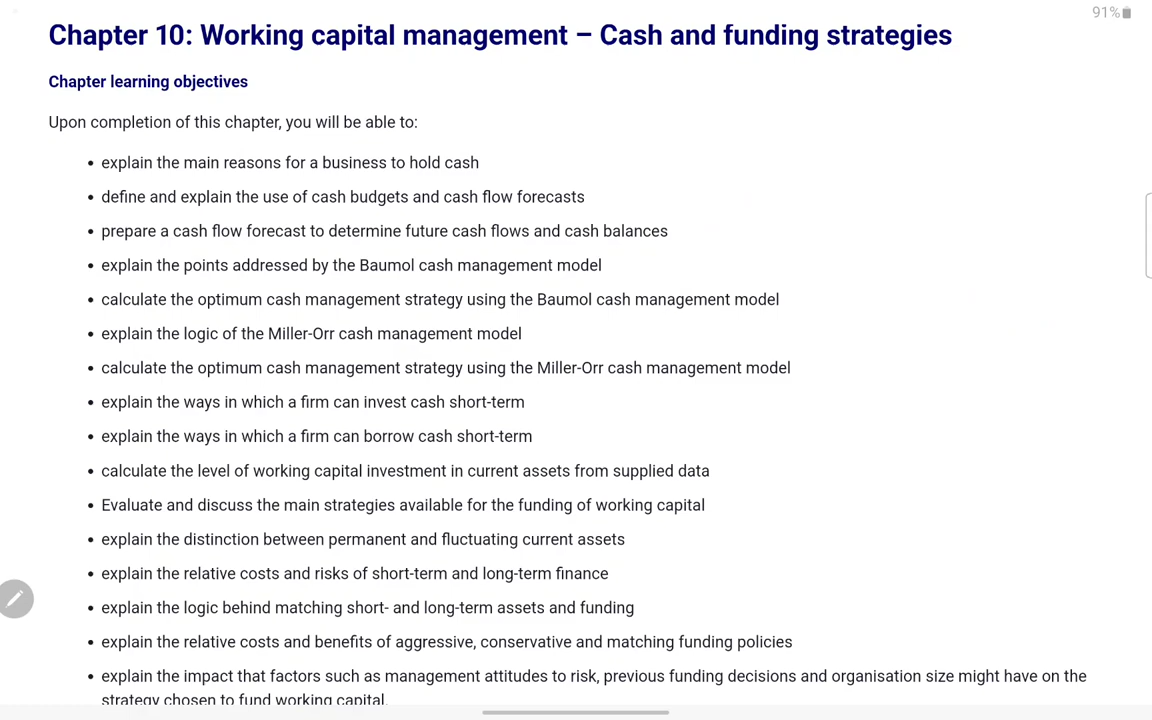 91%
Chapter 10: Working capital management – Cash and funding strategies
Chapter learning objectives
Upon completion of this chapter, you will be able to:
• explain the main reasons for a business to hold cash
• define and explain the use of cash budgets and cash flow forecasts
• prepare a cash flow forecast to determine future cash flows and cash balances
• explain the points addressed by the Baumol cash management model
• calculate the optimum cash management strategy using the Baumol cash management model
• explain the logic of the Miller-Orr cash management model
• calculate the optimum cash management strategy using the Miller-Orr cash management model
• explain the ways in which a firm can invest cash short-term
• explain the ways in which a firm can borrow cash short-term
• calculate the level of working capital investment in current assets from supplied data
• Evaluate and discuss the main strategies available for the funding of working capital
• explain the distinction between permanent and fluctuating current assets
• explain the relative costs and risks of short-term and long-term finance
• explain the logic behind matching short- and long-term assets and funding
• explain the relative costs and benefits of aggressive, conservative and matching funding policies
• explain the impact that factors such as management attitudes to risk, previous funding decisions and organisation size might have on the
strategy chosen to fund working capital.